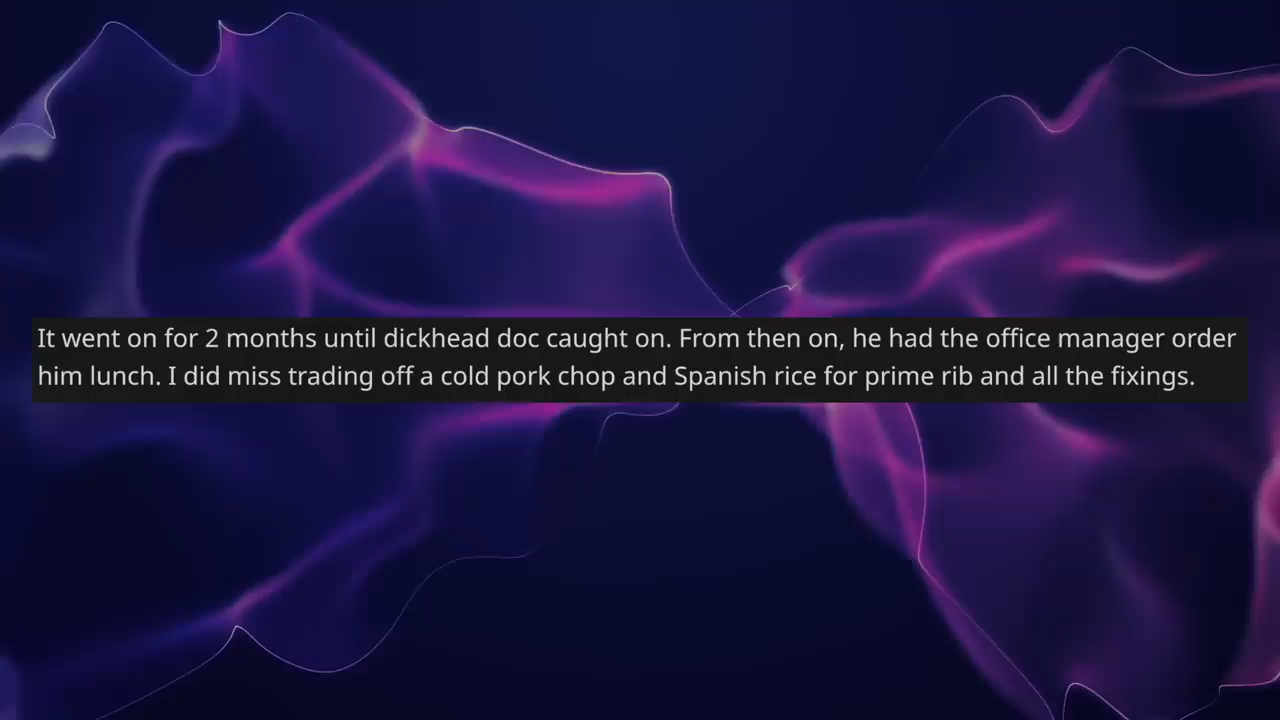 It went on for 2 months until dickhead doc caught on. From then on, he had the office manager order
him lunch. I did miss trading off a cold pork chop and Spanish rice for prime rib and all the fixings.